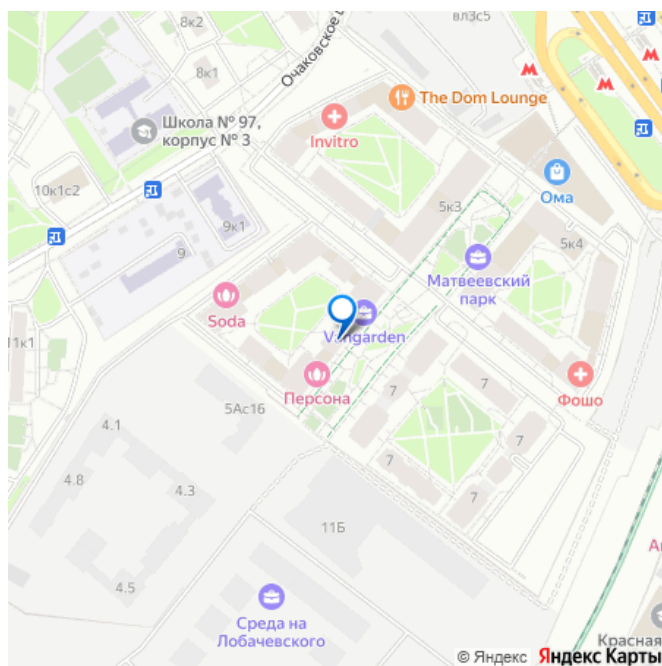 вл3с5
8к2
Очаковское ш
8к1
The Dom Lounge
Школа № 97,
корпус № 3
Invitro
Ома
10к1с2
5к3
9к1
5к4
9
Матвеевский
парк
Soda
Vangarden
11к1
Персона
7
Фошо
5Ас16
7
4.1
7
7
4.8
4.3
7
11Б
4.5
Среда на
Лобачевского
Красная
© Яндекс Яндекс Карты